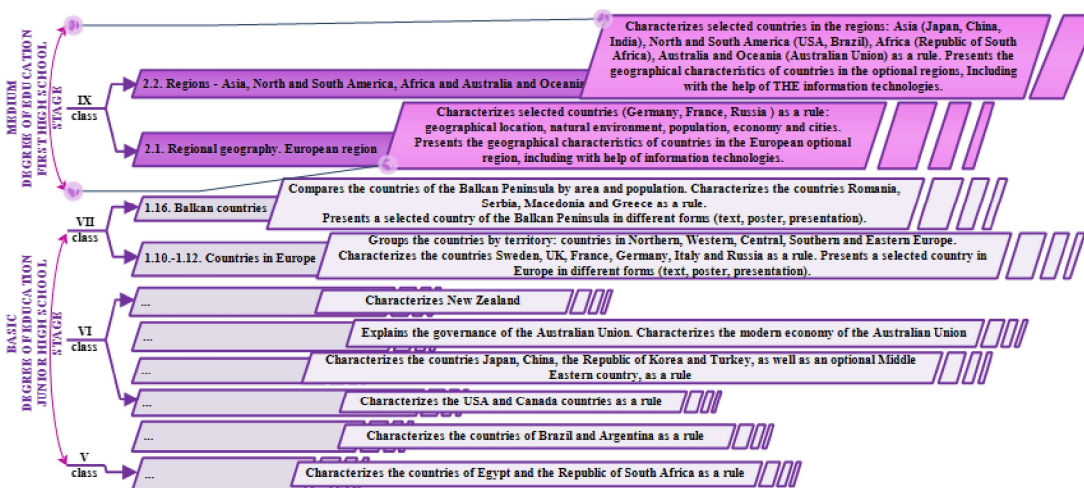 MEDIUM
DEGREE OF EDUCATION
FIRST HIGH SCHOOL
STAGE
IX
class
2.2. Regions - Asia, North and South America, Africa and Australia and Oceania
Characterizes selected countries in the regions: Asia (Japan, China,
India), North and South America (USA, Brazil), Africa (Republic of South
Africa), Australia and Oceania (Australian Union) as a rule. Presents the
geographical characteristics of countries in the optional regions, Including
with the help of THE information technologies.
2.1. Regional geography. European region
Characterizes selected countries (Germany, France, Russia ) as a rule:
geographical location, natural environment, population, economy and cities.
Presents the geographical characteristics of countries in the European optional
region, including with help of information technologies.
BASIC
DEGREE OF EDUCATION
JUNIOR HIGH SCHOOL
STAGE
VII
class
1.16. Balkan countries
Compares the countries of the Balkan Peninsula by area and population. Characterizes the countries Romania,
Serbia, Macedonia and Greece as a rule.
Presents a selected country of the Balkan Peninsula in different forms (text, poster, presentation).
1.10.-1.12. Countries in Europe
Groups the countries by territory: countries in Northern, Western, Central, Southern and Eastern Europe.
Characterizes the countries Sweden, UK, France, Germany, Italy and Russia as a rule. Presents a selected country in
Europe in different forms (text, poster, presentation).
VI
class
...
Characterizes New Zealand
...
Explains the governance of the Australian Union. Characterizes the modern economy of the Australian Union
...
Characterizes the countries Japan, China, the Republic of Korea and Turkey, as well as an optional Middle
Eastern country, as a rule
...
Characterizes the USA and Canada countries as a rule
...
Characterizes the countries of Brazil and Argentina as a rule
V
class
...
Characterizes the countries of Egypt and the Republic of South Africa as a rule